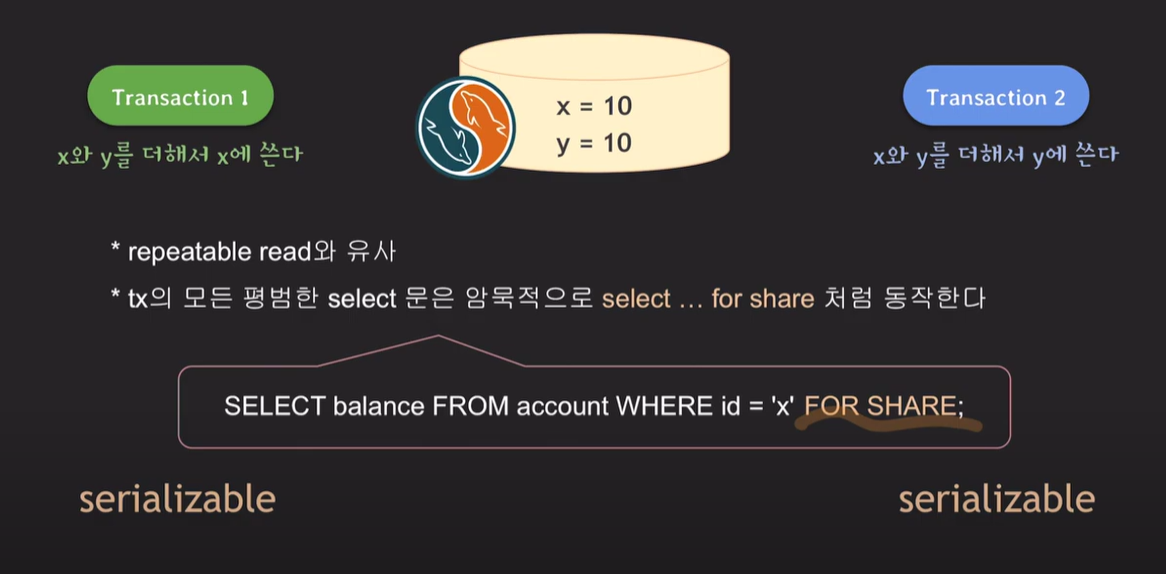 Transaction 1
x와 y를 더해서 x에 쓴다
x = 10
y = 10
Transaction 2
x와 y를 더해서 y에 쓴다
* repeatable read와 유사
* tx의 모든 평범한 select 문은 암묵적으로 select ... for share 처럼 동작한다
SELECT balance FROM account WHERE id = 'x' FOR SHARE;
serializable
serializable